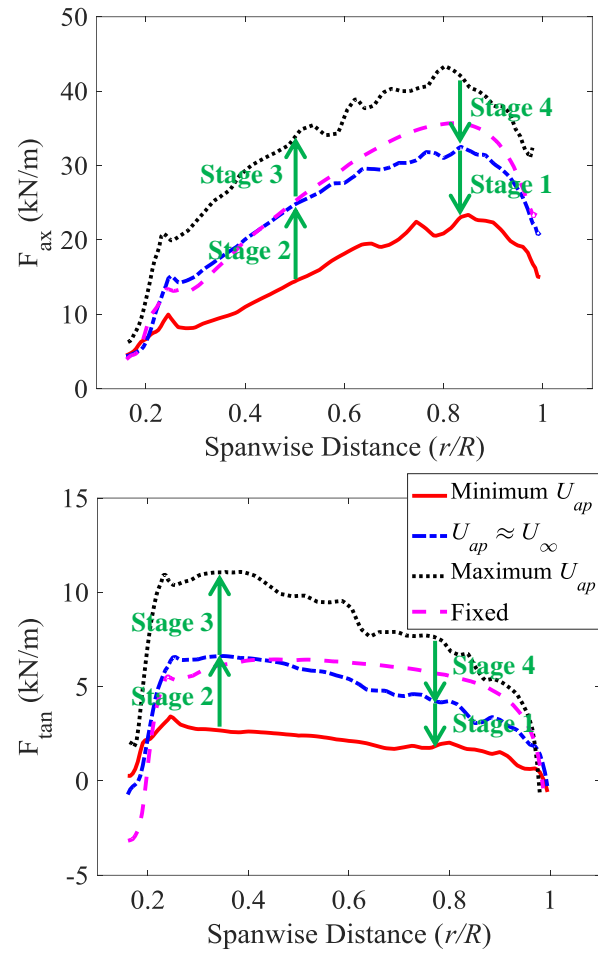 50
40
30
20
10
0
F_ax (kN/m)
Stage 4
Stage 3
Stage 1
Stage 2
0.2 0.4 0.6 0.8 1
Spanwise Distance (r/R)
Minimum U_ap
U_ap ≈ U_∞
Maximum U_ap
Fixed
15
10
5
0
-5
F_tan (kN/m)
Stage 3
Stage 4
Stage 2
Stage 1
0.2 0.4 0.6 0.8 1
Spanwise Distance (r/R)